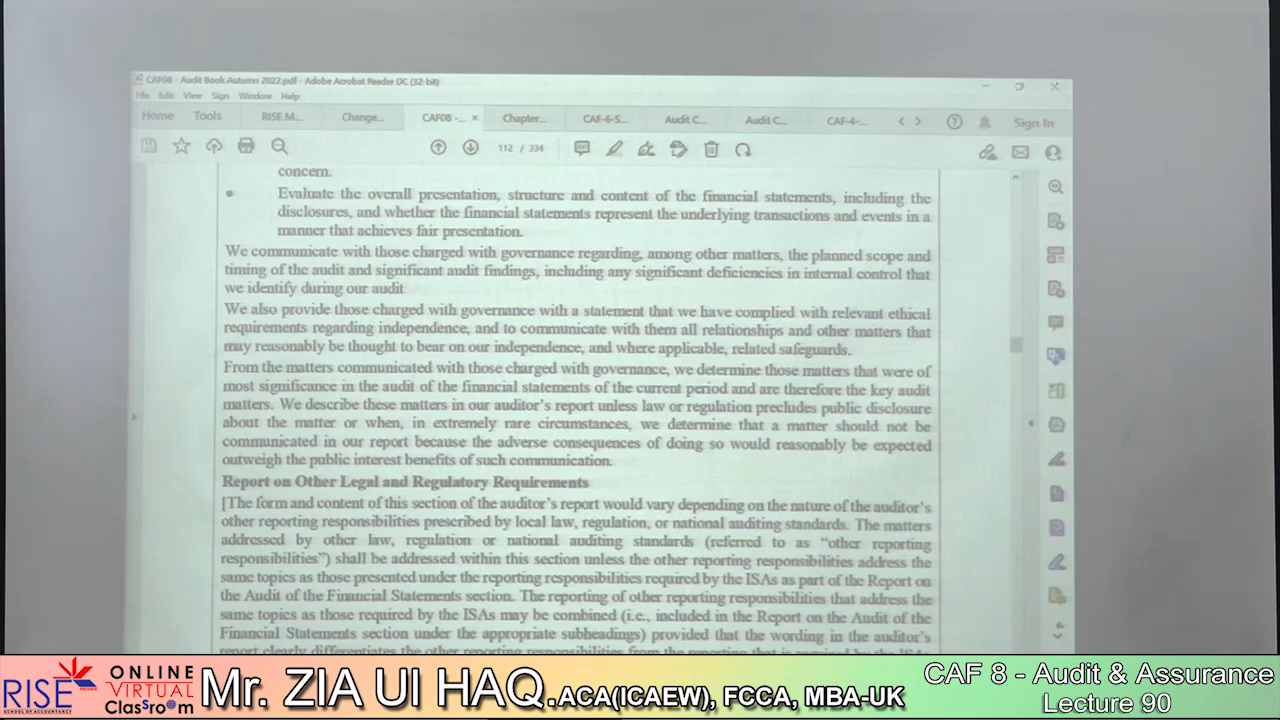 CAF08 - Audit Book Autumn 2022.pdf - Adobe Acrobat Reader DC (32-bit)
File Edit View Sign Window Help
Home Tools RISE M... Change... CAF08 -... × Chapter... CAF-6-S... Audit C... Audit C... CAF-4-... Sign In
112 / 334
concern.
• Evaluate the overall presentation, structure and content of the financial statements, including the
disclosures, and whether the financial statements represent the underlying transactions and events in a
manner that achieves fair presentation.
We communicate with those charged with governance regarding, among other matters, the planned scope and
timing of the audit and significant audit findings, including any significant deficiencies in internal control that
we identify during our audit
We also provide those charged with governance with a statement that we have complied with relevant ethical
requirements regarding independence, and to communicate with them all relationships and other matters that
may reasonably be thought to bear on our independence, and where applicable, related safeguards.
From the matters communicated with those charged with governance, we determine those matters that were of
most significance in the audit of the financial statements of the current period and are therefore the key audit
matters. We describe these matters in our auditor's report unless law or regulation precludes public disclosure
about the matter or when, in extremely rare circumstances, we determine that a matter should not be
communicated in our report because the adverse consequences of doing so would reasonably be expected
outweigh the public interest benefits of such communication.
Report on Other Legal and Regulatory Requirements
[The form and content of this section of the auditor's report would vary depending on the nature of the auditor's
other reporting responsibilities prescribed by local law, regulation, or national auditing standards. The matters
addressed by other law, regulation or national auditing standards (referred to as "other reporting
responsibilities") shall be addressed within this section unless the other reporting responsibilities address the
same topics as those presented under the reporting responsibilities required by the ISAs as part of the Report on
the Audit of the Financial Statements section. The reporting of other reporting responsibilities that address the
same topics as those required by the ISAs may be combined (i.e., included in the Report on the Audit of the
Financial Statements section under the appropriate subheadings) provided that the wording in the auditor's
report clearly differentiates the other reporting responsibilities from the reporting that is required by the ISAs
RISE
SCHOOL OF ACCOUNTANCY
ONLINE
VIRTUAL
Classroom
Mr. ZIA UI HAQ. ACA(ICAEW), FCCA, MBA-UK
CAF 8 - Audit & Assurance
Lecture 90